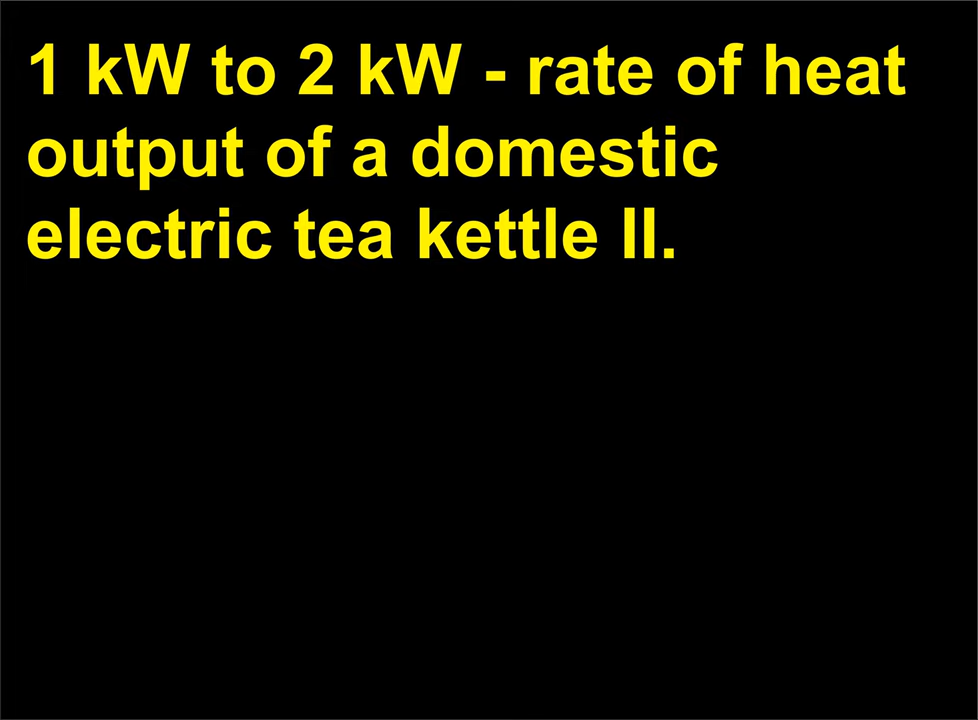 1 kW to 2 kW - rate of heat
output of a domestic
electric tea kettle II.